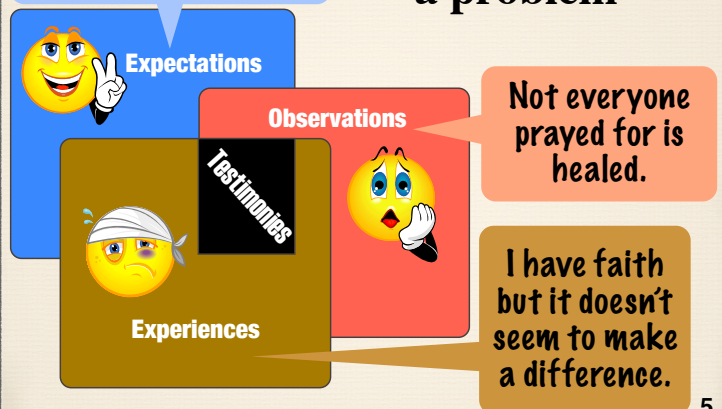 a problem
Expectations
Observations
Not everyone
prayed for is
healed.
Testimonies
I have faith
but it doesn't
seem to make
a difference.
Experiences
5